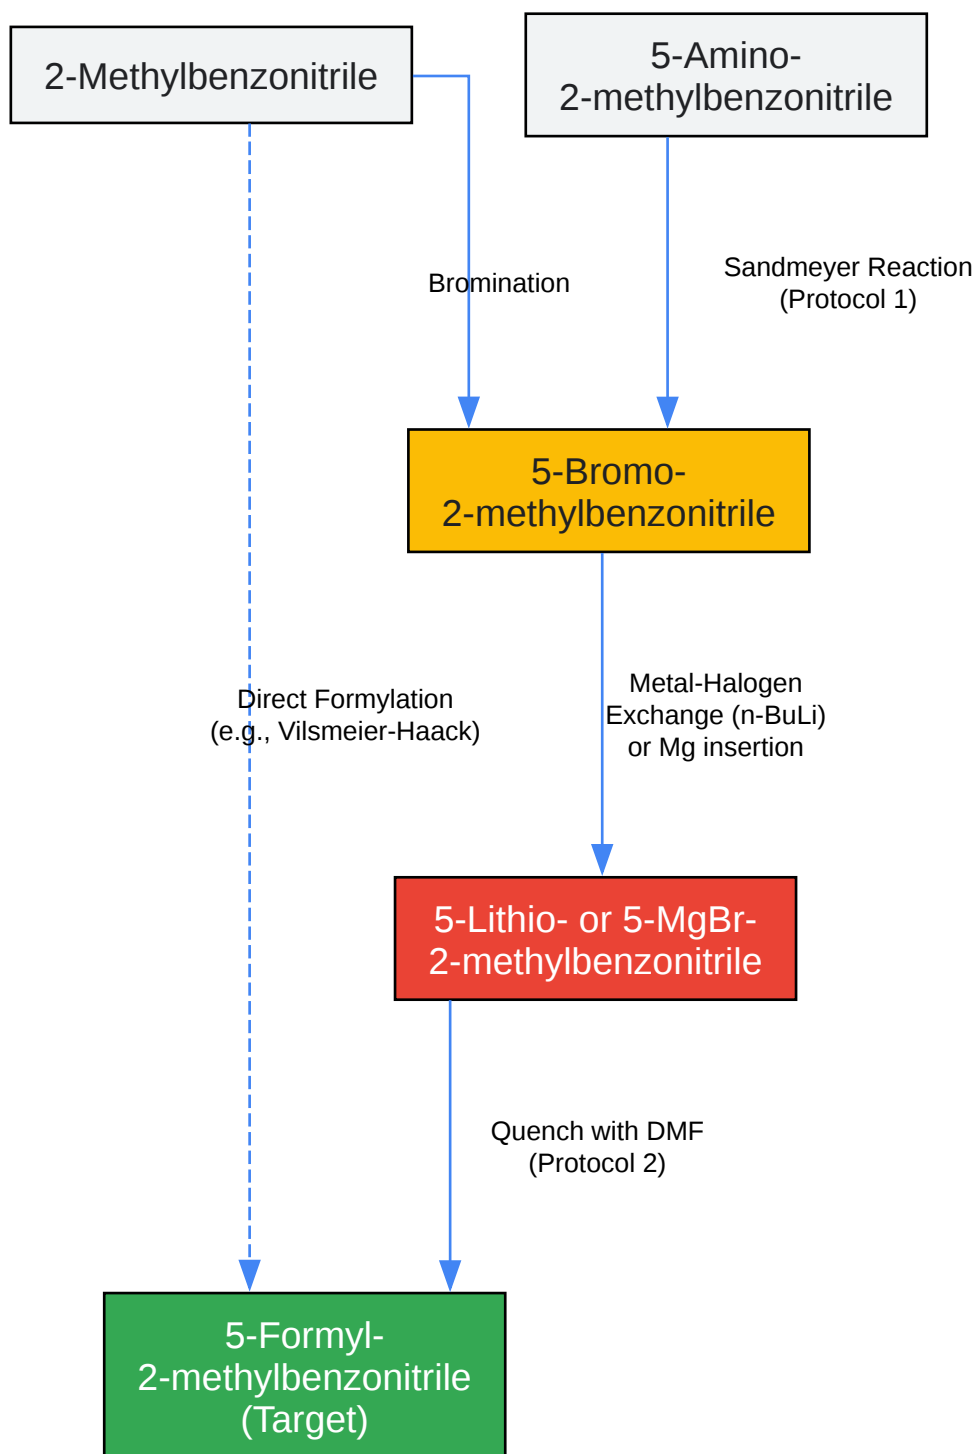 2-Methylbenzonitrile
5-Amino-
2-methylbenzonitrile
Bromination
Sandmeyer Reaction
(Protocol 1)
5-Bromo-
2-methylbenzonitrile
Direct Formylation
(e.g., Vilsmeier-Haack)
Metal-Halogen
Exchange (n-BuLi)
or Mg insertion
5-Lithio- or 5-MgBr-
2-methylbenzonitrile
Quench with DMF
(Protocol 2)
5-Formyl-
2-methylbenzonitrile
(Target)